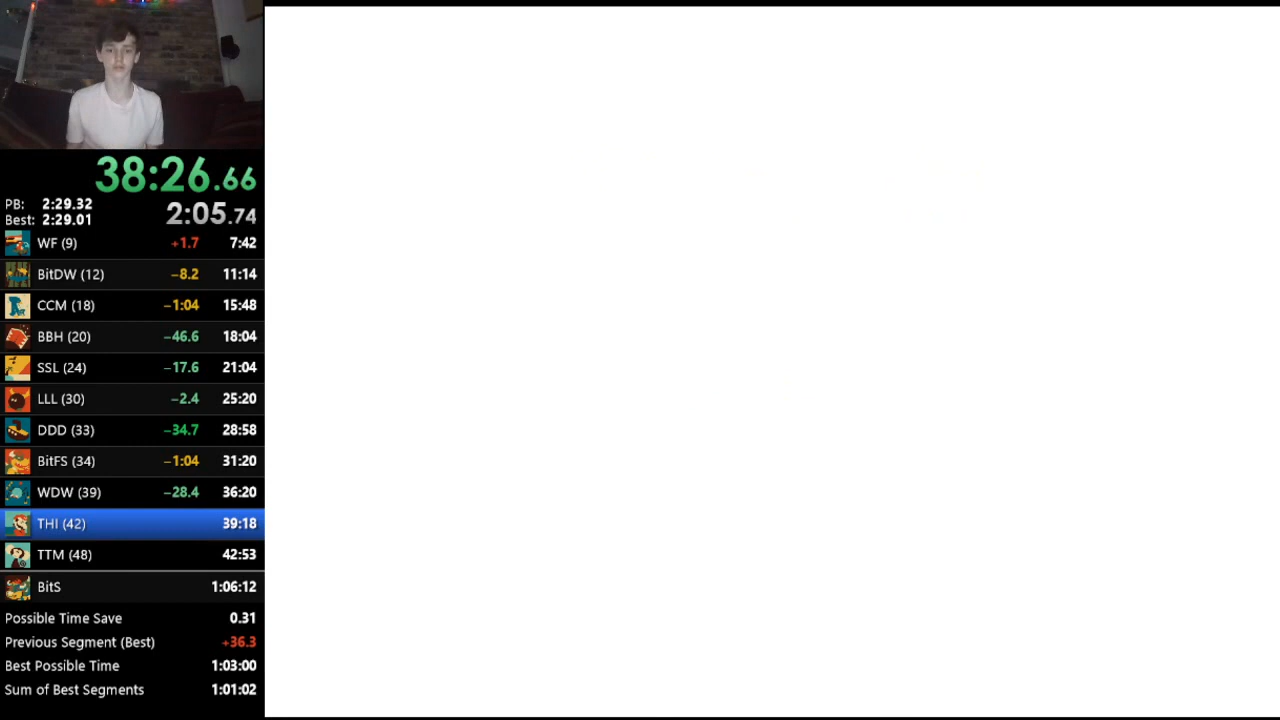 38:26.66
PB: 2:29.32
Best: 2:29.01
2:05.74
WF (9) +1.7 7:42
BitDW (12) −8.2 11:14
CCM (18) −1:04 15:48
BBH (20) −46.6 18:04
SSL (24) −17.6 21:04
LLL (30) −2.4 25:20
DDD (33) −34.7 28:58
BitFS (34) −1:04 31:20
WDW (39) −28.4 36:20
THI (42) 39:18
TTM (48) 42:53
BitS 1:06:12
Possible Time Save 0.31
Previous Segment (Best) +36.3
Best Possible Time 1:03:00
Sum of Best Segments 1:01:02